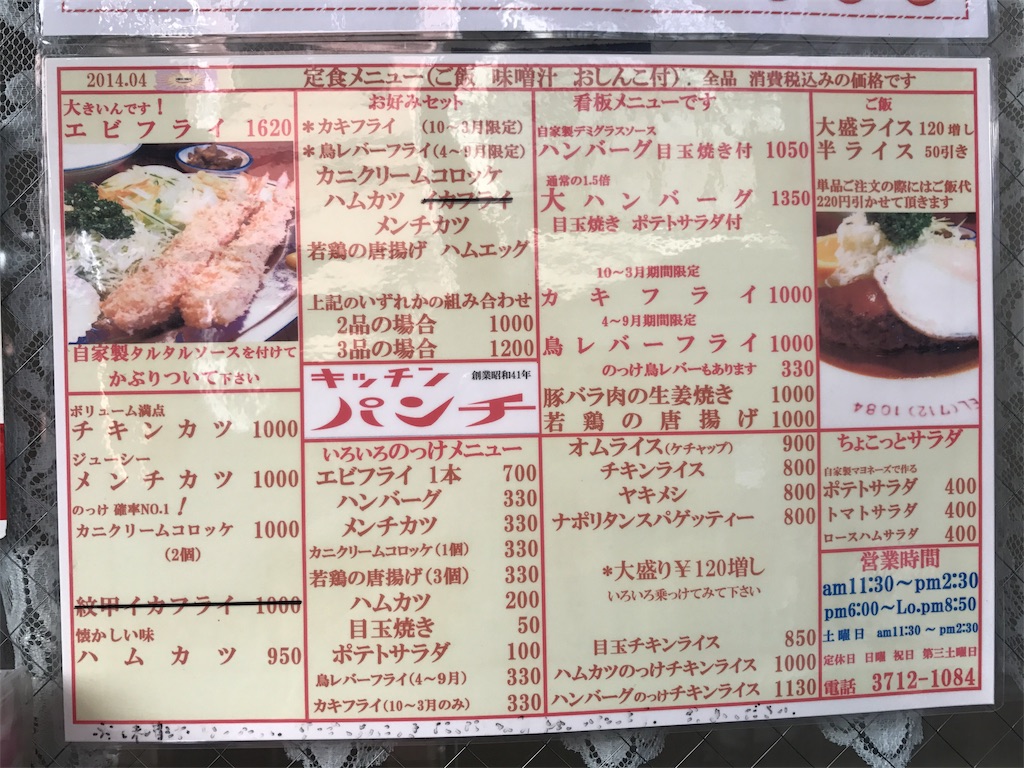 2014.04
定食メニュー(ご飯 味噌汁 おしんこ付). 全品 消費税込みの価格です
大きいんです!
エビフライ 1620
自家製タルタルソースを付けて
かぶりついて下さい
ボリューム満点
チキンカツ 1000
ジューシー
メンチカツ 1000
のっけ 確率NO.1!
カニクリームコロッケ 1000
(2個)
紋甲イカフライ 1000
懐かしい味
ハムカツ 950
お好みセット
*カキフライ (10〜3月限定)
*鳥レバーフライ(4〜9月限定)
カニクリームコロッケ
ハムカツ イカフライ
メンチカツ
若鶏の唐揚げ ハムエッグ
上記のいずれかの組み合わせ
2品の場合 1000
3品の場合 1200
キッチン 創業昭和41年
パンチ
いろいろのっけメニュー
エビフライ 1本 700
ハンバーグ 330
メンチカツ 330
カニクリームコロッケ(1個) 330
若鶏の唐揚げ(3個) 330
ハムカツ 200
目玉焼き 50
ポテトサラダ 100
鳥レバーフライ(4〜9月) 330
カキフライ(10〜3月のみ) 330
看板メニューです
自家製デミグラスソース
ハンバーグ目玉焼き付 1050
通常の1.5倍
大ハンバーグ 1350
目玉焼き ポテトサラダ付
10〜3月期間限定
カキフライ 1000
4〜9月期間限定
鳥レバーフライ 1000
のっけ鳥レバーもあります 330
豚バラ肉の生姜焼き 1000
若鶏の唐揚げ 1000
オムライス(ケチャップ) 900
チキンライス 800
ヤキメシ 800
ナポリタンスパゲッティー 800
*大盛り¥120増し
いろいろ乗っけてみて下さい
目玉チキンライス 850
ハムカツのっけチキンライス 1000
ハンバーグのっけチキンライス 1130
ご飯
大盛ライス 120増し
半ライス 50引き
単品ご注文の際にはご飯代
220円引かせて頂きます
EL(712)1084
ちょこっとサラダ
自家製マヨネーズで作る
ポテトサラダ 400
トマトサラダ 400
ロースハムサラダ 400
営業時間
am11:30〜pm2:30
pm6:00〜Lo.pm8:50
土曜日 am11:30〜pm2:30
定休日 日曜 祝日 第三土曜日
電話 3712-1084